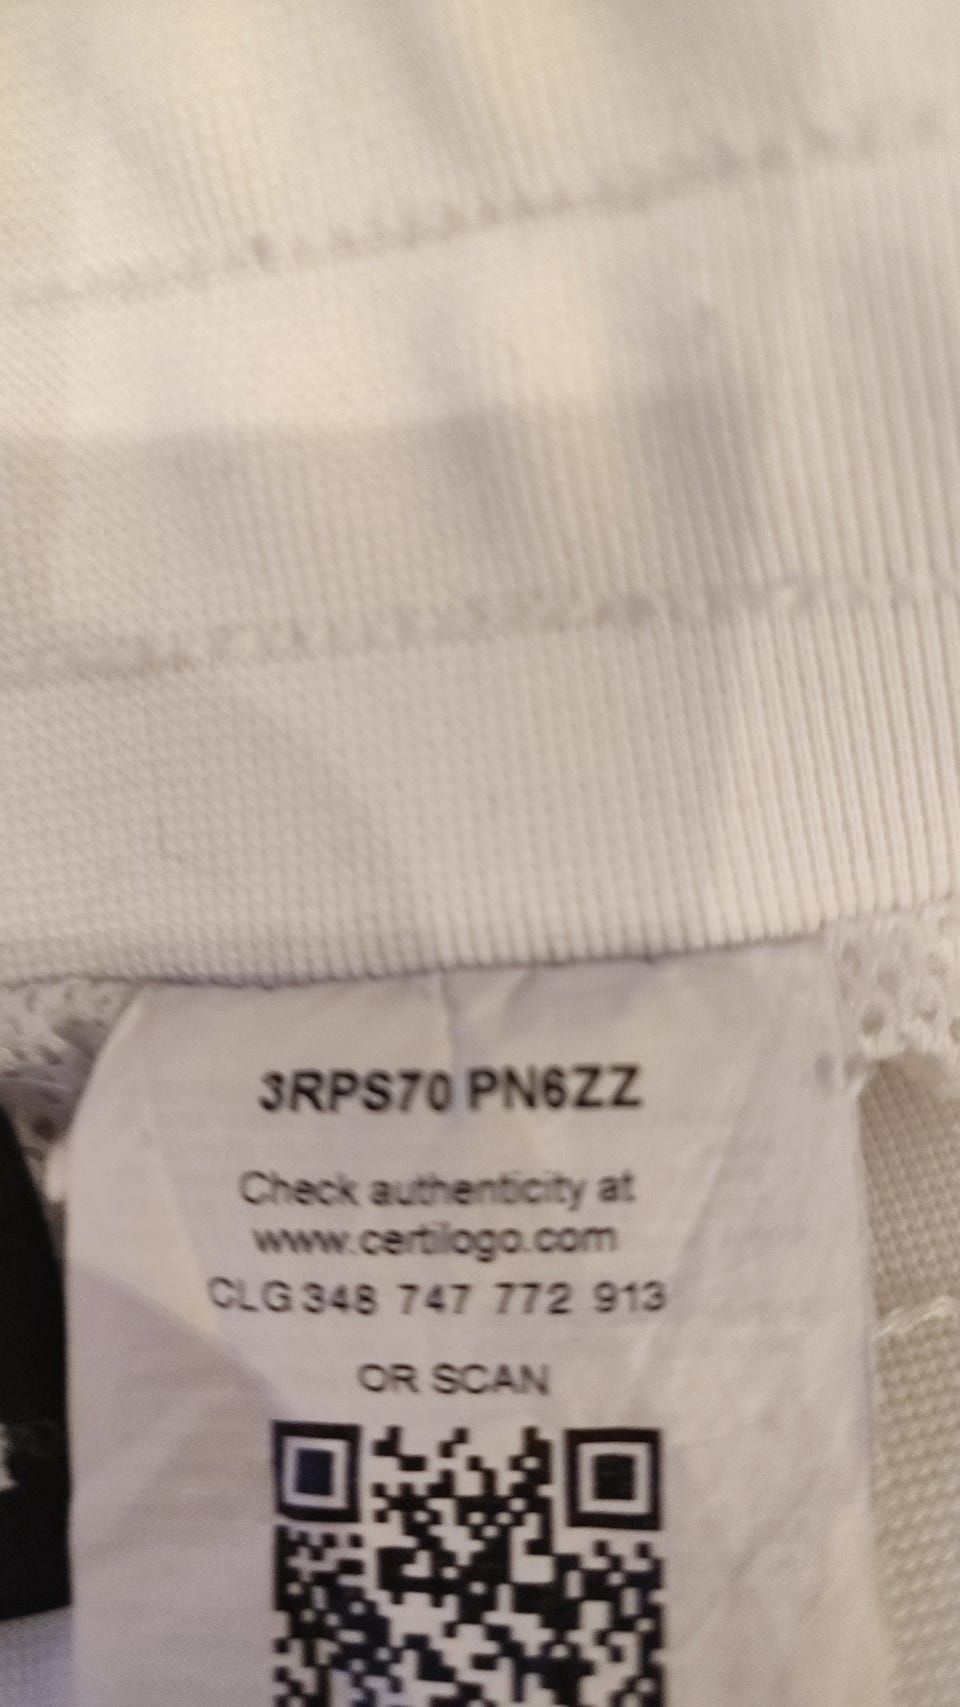 3RPS70 PN6ZZ
Check authenticity at
www.certilogo.com
CLG 348 747 772 913
OR SCAN